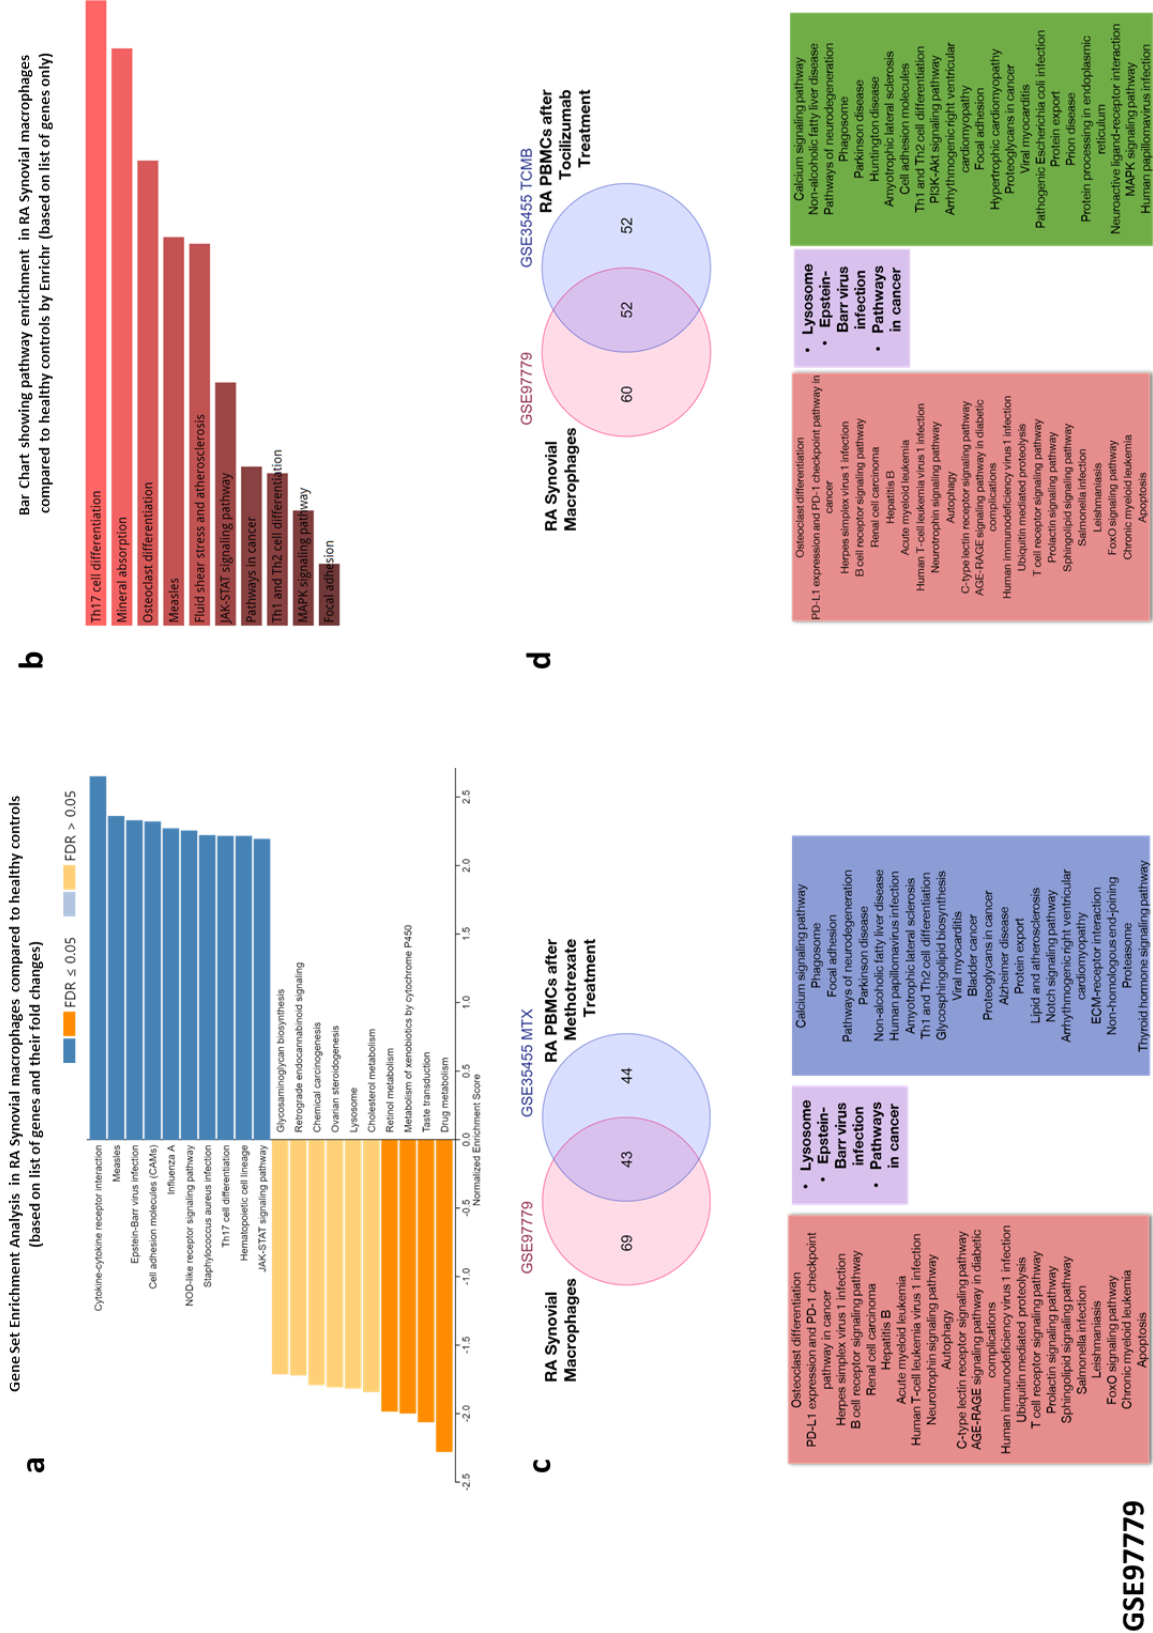 a
Gene Set Enrichment Analysis in RA Synovial macrophages compared to healthy controls
(based on list of genes and their fold changes)
FDR ≤ 0.05
FDR > 0.05
Cytokine-cytokine receptor interaction
Measles
Epstein-Barr virus infection
Cell adhesion molecules (CAMs)
Influenza A
NOD-like receptor signaling pathway
Staphylococcus aureus infection
Th17 cell differentiation
Hematopoietic cell lineage
JAK-STAT signaling pathway
Glycosaminoglycan biosynthesis
Retrograde endocannabinoid signaling
Chemical carcinogenesis
Ovarian steroidogenesis
Lysosome
Cholesterol metabolism
Retinol metabolism
Metabolism of xenobiotics by cytochrome P450
Taste transduction
Drug metabolism
-2.5 -2.0 -1.5 -1.0 -0.5 0.0 0.5 1.0 1.5 2.0 2.5
Normalized Enrichment Score
b
Bar Chart showing pathway enrichment in RA Synovial macrophages
compared to healthy controls by Enrichr (based on list of genes only)
Th17 cell differentiation
Mineral absorption
Osteoclast differentiation
Measles
Fluid shear stress and atherosclerosis
JAK-STAT signaling pathway
Pathways in cancer
Th1 and Th2 cell differentiation
MAPK signaling pathway
Focal adhesion
c
GSE97779
GSE35455 MTX
RA Synovial
Macrophages
RA PBMCs after
Methotrexate
Treatment
69
43
44
Osteoclast differentiation
PD-L1 expression and PD-1 checkpoint
pathway in cancer
Herpes simplex virus 1 infection
B cell receptor signaling pathway
Renal cell carcinoma
Hepatitis B
Acute myeloid leukemia
Human T-cell leukemia virus 1 infection
Neurotrophin signaling pathway
Autophagy
C-type lectin receptor signaling pathway
AGE-RAGE signaling pathway in diabetic
complications
Human immunodeficiency virus 1 infection
Ubiquitin mediated proteolysis
T cell receptor signaling pathway
Prolactin signaling pathway
Sphingolipid signaling pathway
Salmonella infection
Leishmaniasis
FoxO signaling pathway
Chronic myeloid leukemia
Apoptosis
• Lysosome
• Epstein-
Barr virus
infection
• Pathways
in cancer
Calcium signaling pathway
Phagosome
Focal adhesion
Pathways of neurodegeneration
Parkinson disease
Non-alcoholic fatty liver disease
Human papillomavirus infection
Amyotrophic lateral sclerosis
Th1 and Th2 cell differentiation
Glycosphingolipid biosynthesis
Viral myocarditis
Bladder cancer
Proteoglycans in cancer
Alzheimer disease
Protein export
Lipid and atherosclerosis
Notch signaling pathway
Arrhythmogenic right ventricular
cardiomyopathy
ECM-receptor interaction
Non-homologous end-joining
Proteasome
Thyroid hormone signaling pathway
d
GSE97779
GSE35455 TCMB
RA Synovial
Macrophages
RA PBMCs after
Tocilizumab
Treatment
60
52
52
Osteoclast differentiation
PD-L1 expression and PD-1 checkpoint pathway in
cancer
Herpes simplex virus 1 infection
B cell receptor signaling pathway
Renal cell carcinoma
Hepatitis B
Acute myeloid leukemia
Human T-cell leukemia virus 1 infection
Neurotrophin signaling pathway
Autophagy
C-type lectin receptor signaling pathway
AGE-RAGE signaling pathway in diabetic
complications
Human immunodeficiency virus 1 infection
Ubiquitin mediated proteolysis
T cell receptor signaling pathway
Prolactin signaling pathway
Sphingolipid signaling pathway
Salmonella infection
Leishmaniasis
FoxO signaling pathway
Chronic myeloid leukemia
Apoptosis
• Lysosome
• Epstein-
Barr virus
infection
• Pathways
in cancer
Calcium signaling pathway
Non-alcoholic fatty liver disease
Pathways of neurodegeneration
Phagosome
Parkinson disease
Huntington disease
Amyotrophic lateral sclerosis
Cell adhesion molecules
Th1 and Th2 cell differentiation
PI3K-Akt signaling pathway
Arrhythmogenic right ventricular
cardiomyopathy
Focal adhesion
Hypertrophic cardiomyopathy
Proteoglycans in cancer
Viral myocarditis
Pathogenic Escherichia coli infection
Protein export
Prion disease
Protein processing in endoplasmic
reticulum
Neuroactive ligand-receptor interaction
MAPK signaling pathway
Human papillomavirus infection
GSE97779